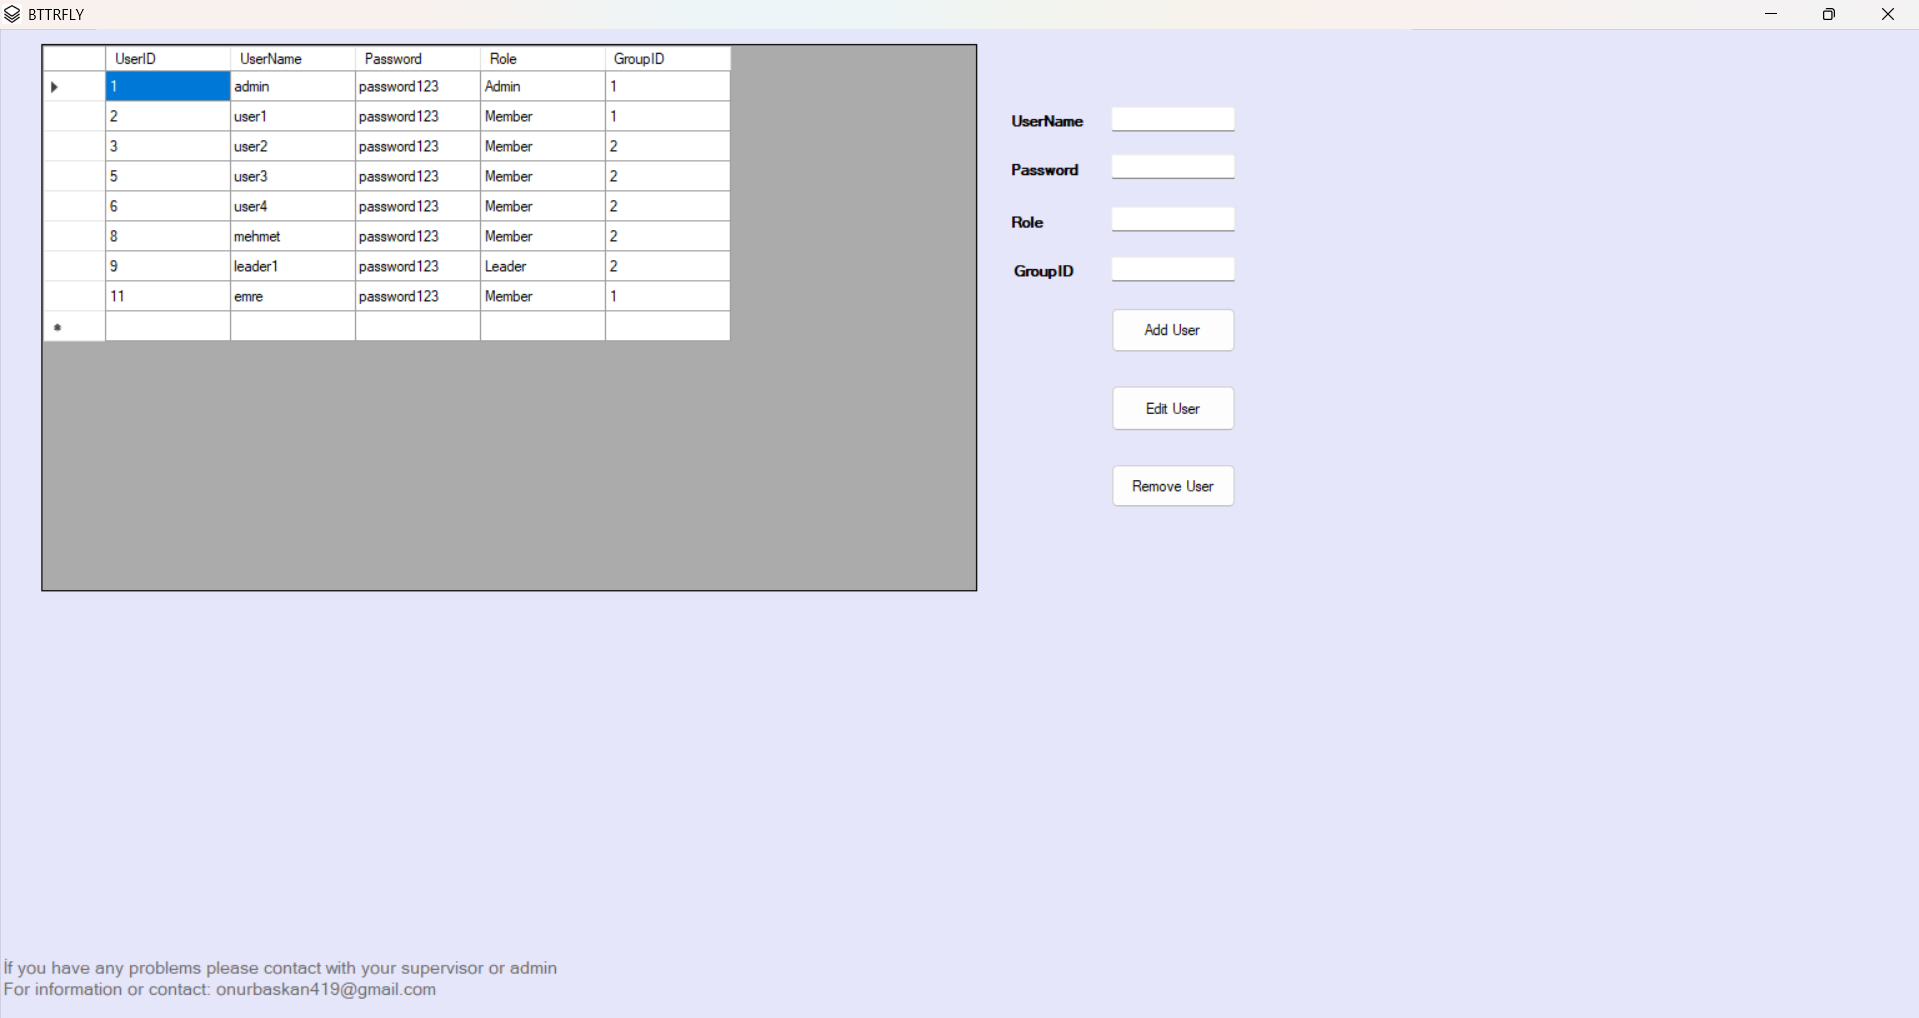 BTTRFLY
UserID UserName Password Role GroupID
1 admin password123 Admin 1
2 user1 password123 Member 1
3 user2 password123 Member 2
5 user3 password123 Member 2
6 user4 password123 Member 2
8 mehmet password123 Member 2
9 leader1 password123 Leader 2
11 emre password123 Member 1
UserName
Password
Role
GroupID
Add User
Edit User
Remove User
İf you have any problems please contact with your supervisor or admin
For information or contact: onurbaskan419@gmail.com